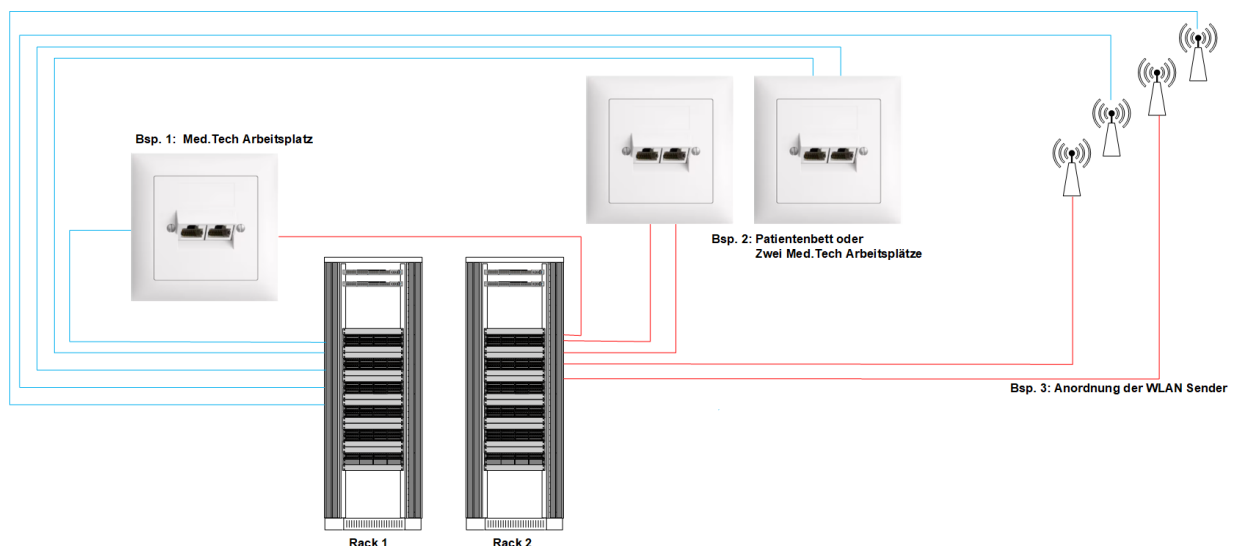 Bsp. 1:  Med.Tech Arbeitsplatz
Bsp. 2: Patientenbett oder
Zwei Med.Tech Arbeitsplätze
Bsp. 3: Anordnung der WLAN Sender
Rack 1
Rack 2